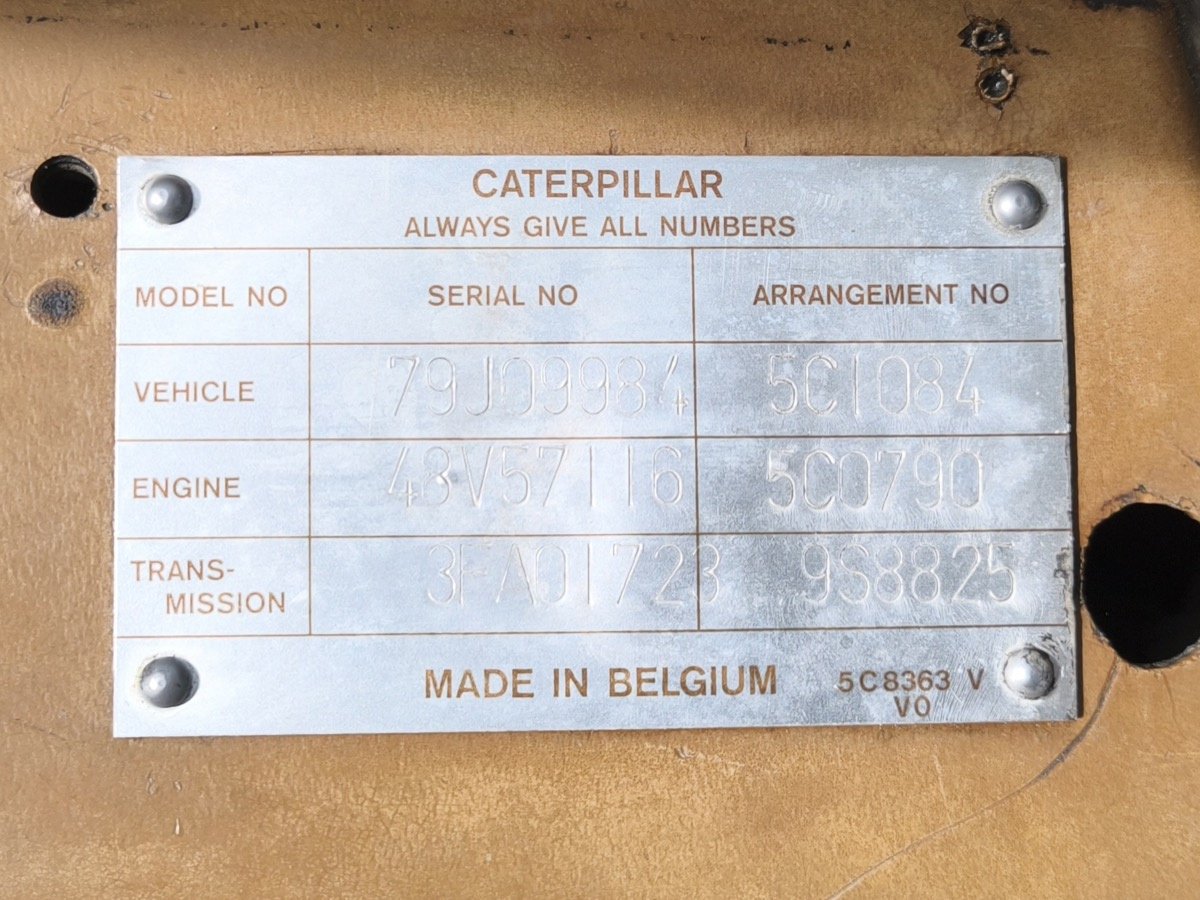 CATERPILLAR
ALWAYS GIVE ALL NUMBERS
MODEL NO SERIAL NO ARRANGEMENT NO
VEHICLE 79J09984 5C1084
ENGINE 48V57116 5C0790
TRANS-
MISSION 3FA01723 9S8825
MADE IN BELGIUM 5C8363 V
VO